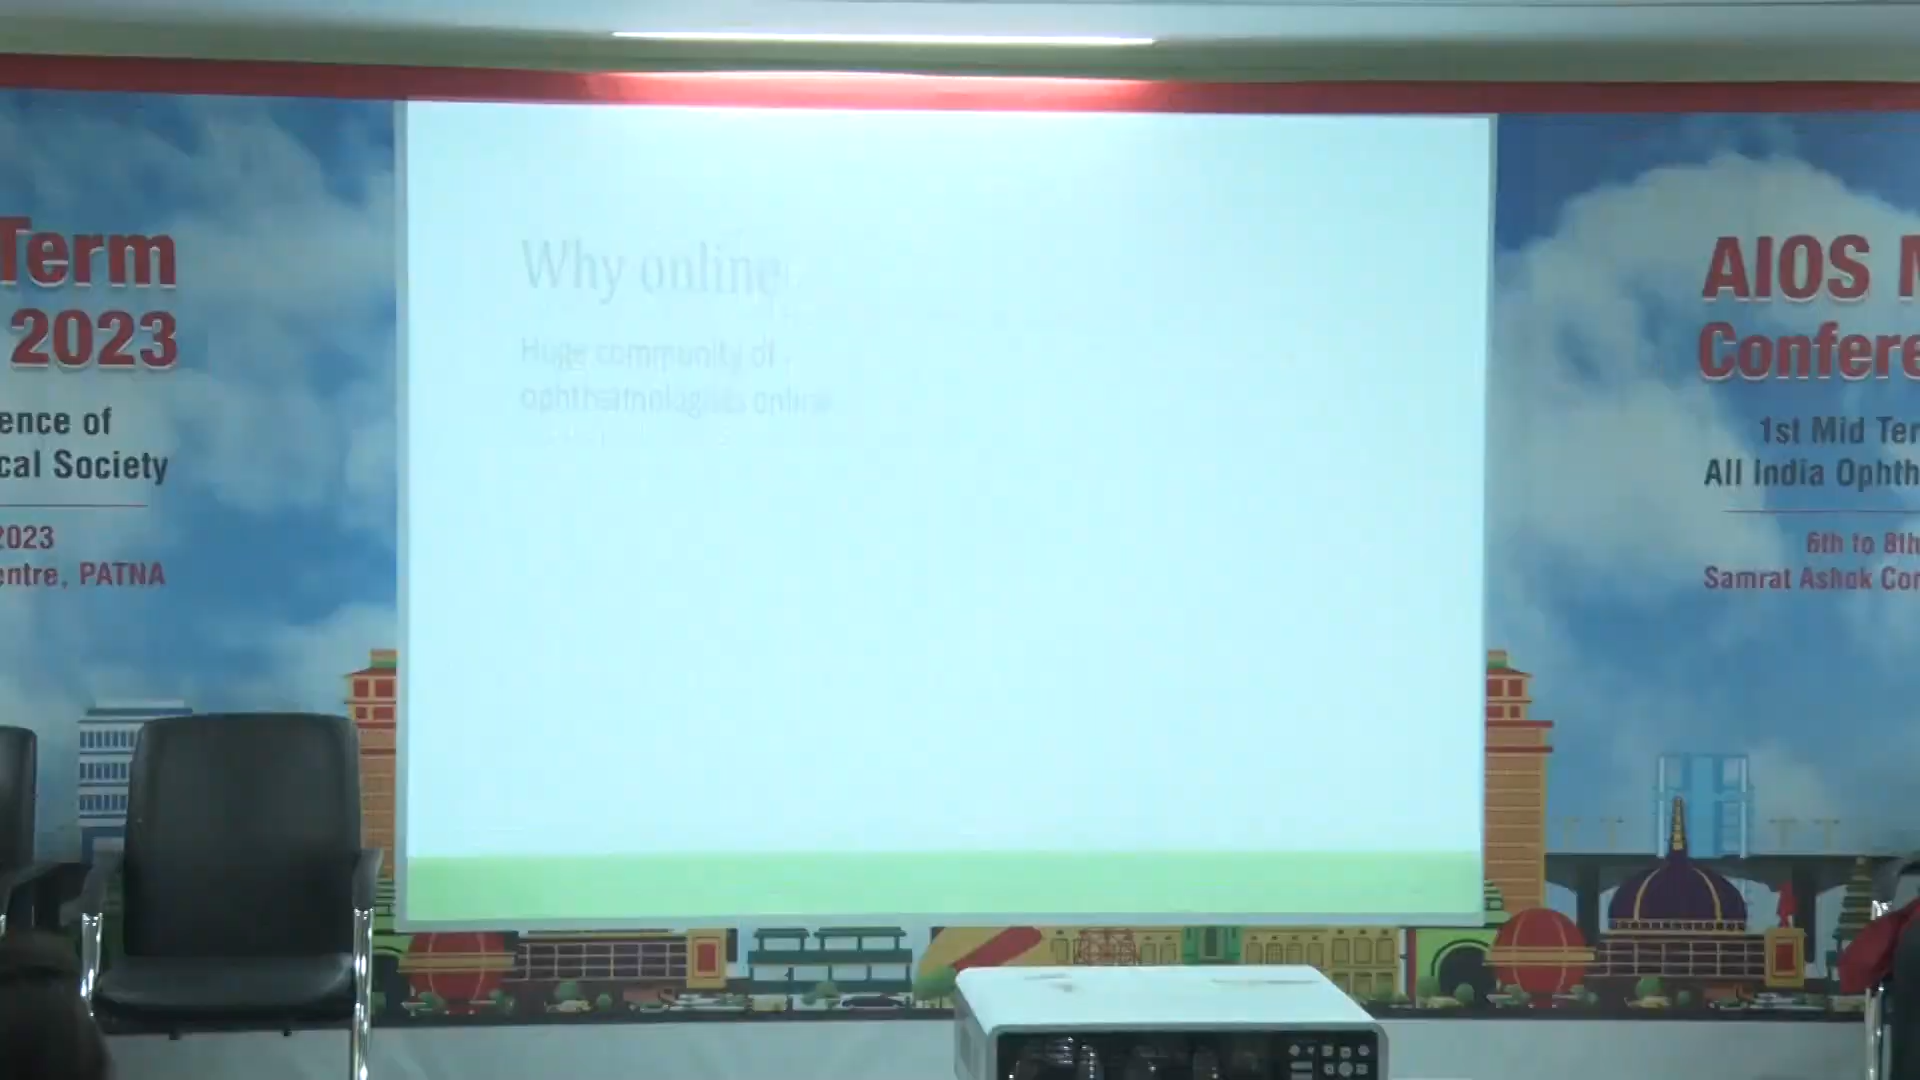 Term
2023
ence of
cal Society
2023
entre, PATNA
Why online
Huge community of
ophthalmologists online
AIOS
Confere
1st Mid Ter
All India Ophth
6th to 8th
Samrat Ashok Con